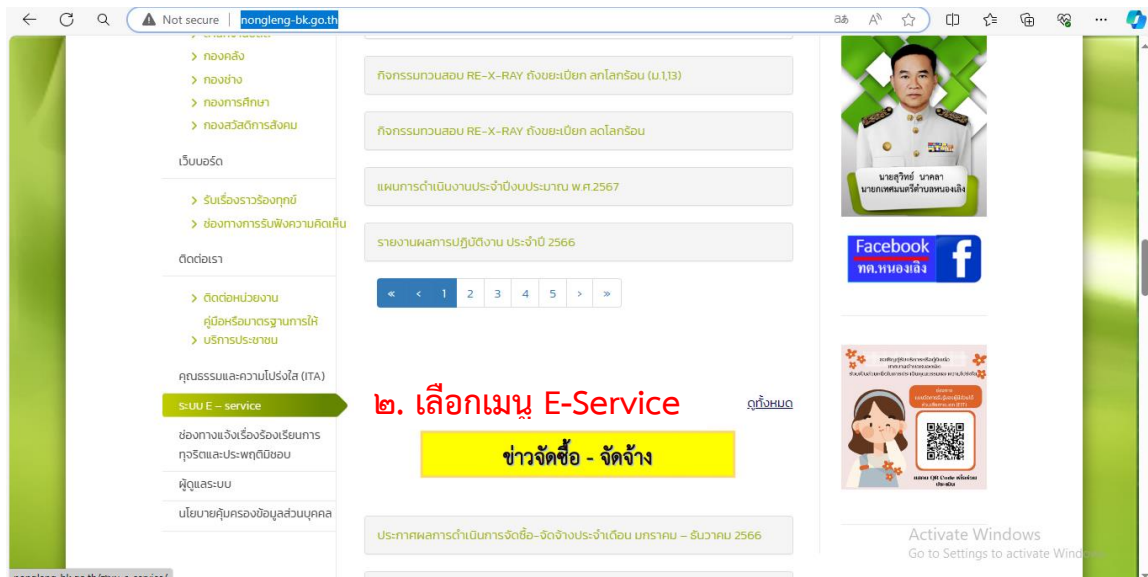 Not secure
nongleng-bk.go.th
กองคลัง
กองช่าง
กองการศึกษา
กองสวัสดิการสังคม
เว็บบอร์ด
รับเรื่องราวร้องทุกข์
ช่องทางการรับฟังความคิดเห็น
ติดต่อเรา
ติดต่อหน่วยงาน
คู่มือหรือมาตรฐานการให้
บริการประชาชน
คุณธรรมและความโปร่งใส (ITA)
ระบบ E – service
ช่องทางแจ้งเรื่องร้องเรียนการ
ทุจริตและประพฤติมิชอบ
ผู้ดูแลระบบ
นโยบายคุ้มครองข้อมูลส่วนบุคคล
กิจกรรมทวนสอบ RE-X-RAY ถังขยะเปียก ลกโลกร้อน (ม.1,13)
กิจกรรมทวนสอบ RE-X-RAY ถังขยะเปียก ลดโลกร้อน
แผนการดำเนินงานประจำปีงบประมาณ พ.ศ.2567
รายงานผลการปฏิบัติงาน ประจำปี 2566
« < 1 2 3 4 5 > »
๒. เลือกเมนู E-Service
ดูทั้งหมด
ข่าวจัดซื้อ - จัดจ้าง
ประกาศผลการดำเนินการจัดซื้อ-จัดจ้างประจำเดือน มกราคม – ธันวาคม 2566
นายสุวิทย์ นาคลา
นายกเทศมนตรีตำบลหนองเลิง
Facebook
ทต.หนองเลิง
Activate Windows
Go to Settings to activate Windows